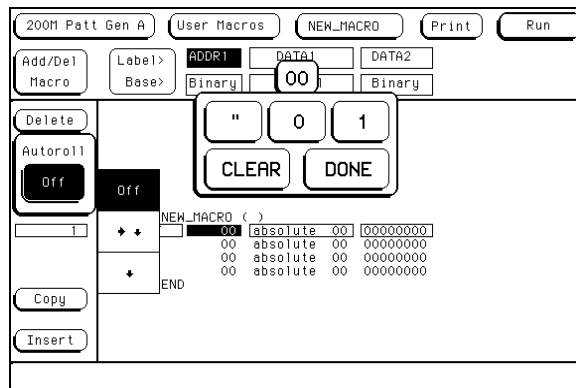 200M Patt Gen A User Macros NEW_MACRO Print Run
Add/Del Macro
Label> ADDR1 DATA1 DATA2
Base> Binary Binary
00
" 0 1
CLEAR DONE
Delete
Autoroll
Off
Off
NEW_MACRO ( )
1 00 absolute 00 00000000
00 absolute 00 00000000
00 absolute 00 00000000
00 absolute 00 00000000
END
Copy
Insert